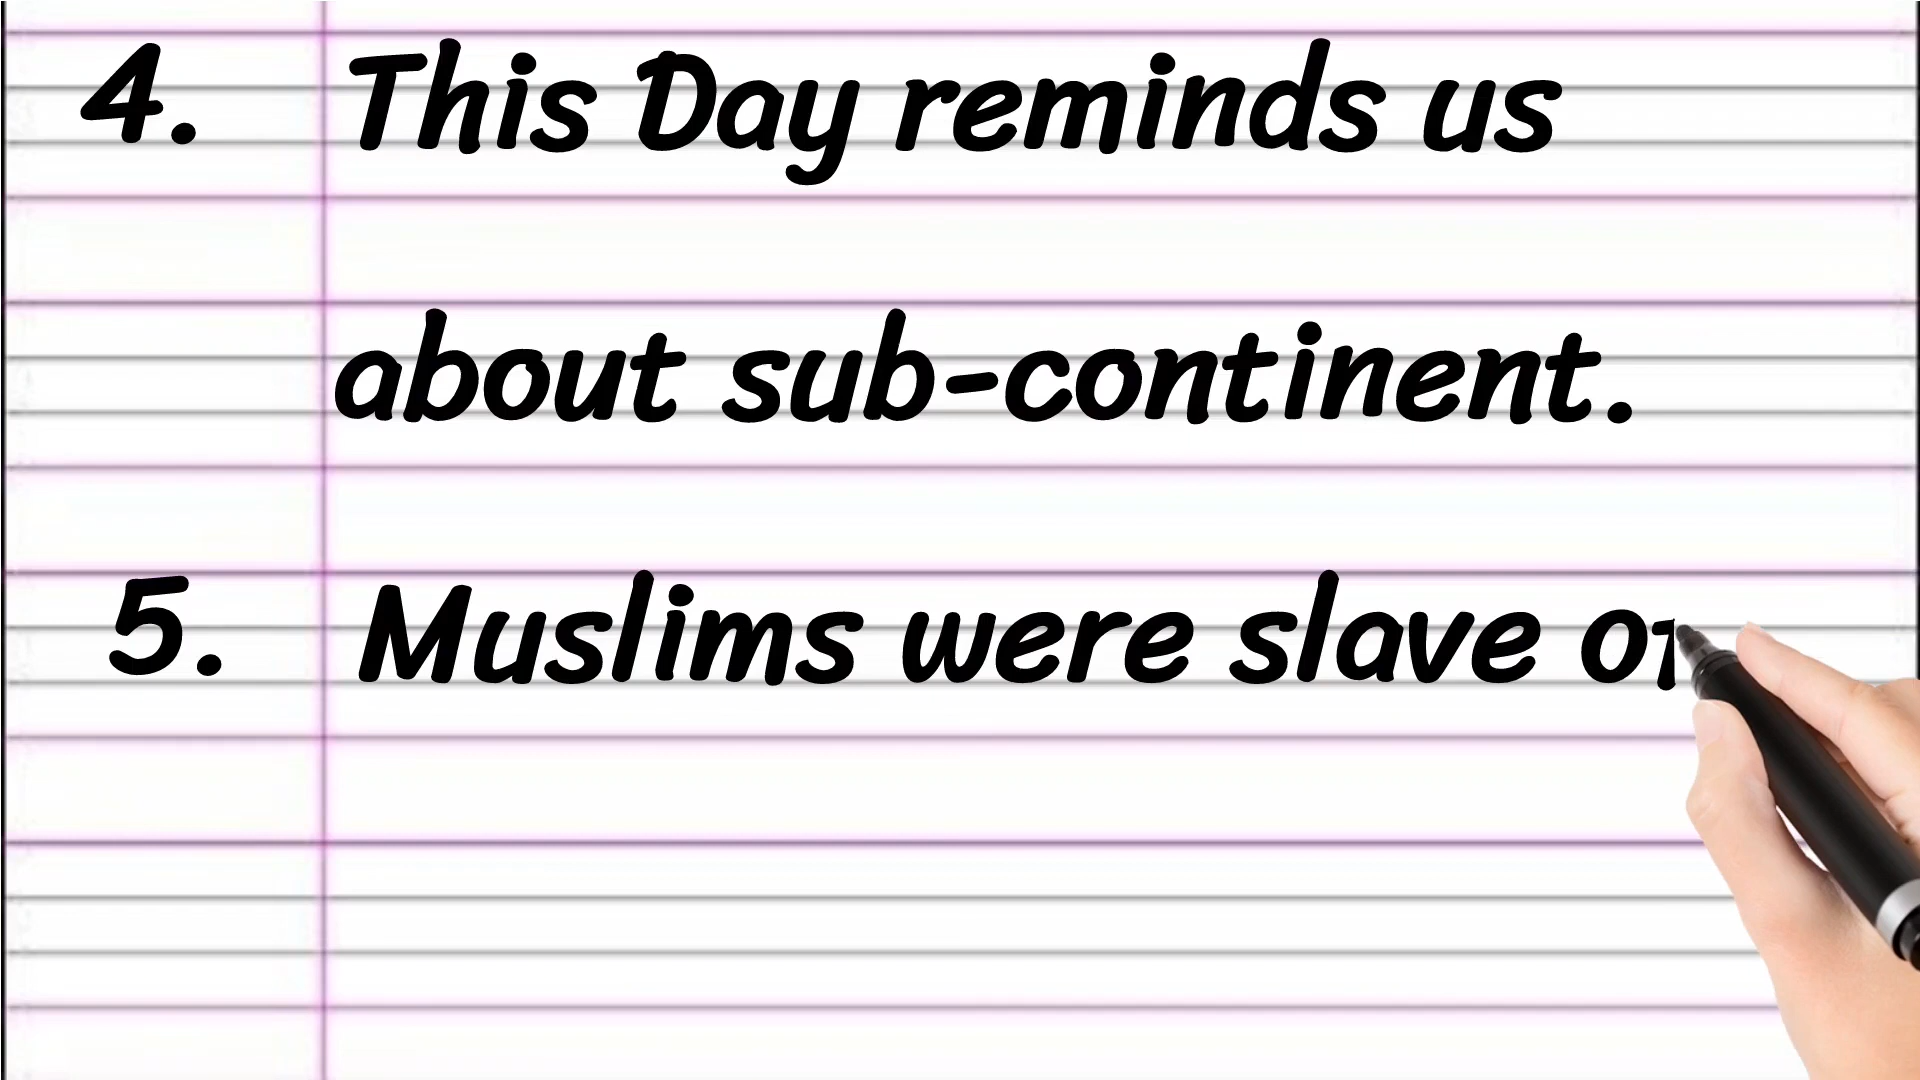 4. This Day reminds us
about sub-continent.
5. Muslims were slave